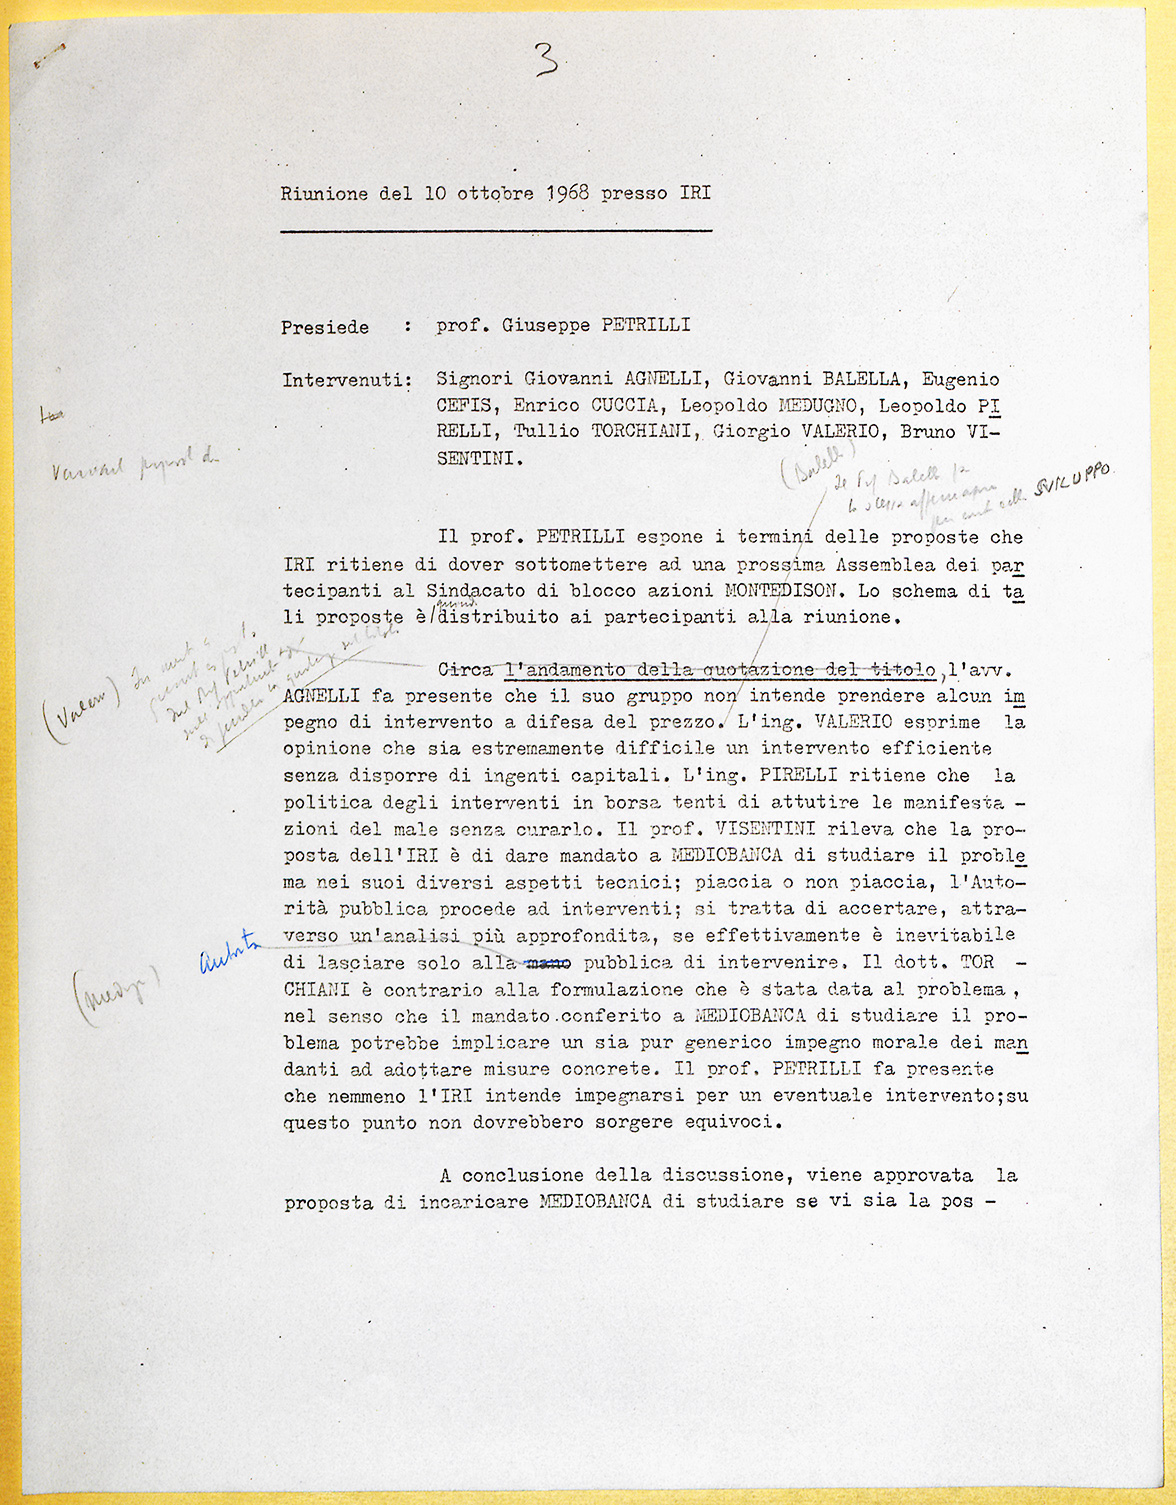 3
Riunione del 10 ottobre 1968 presso IRI
Presiede : prof. Giuseppe PETRILLI
Intervenuti: Signori Giovanni AGNELLI, Giovanni BALELLA, Eugenio
CEFIS, Enrico CUCCIA, Leopoldo MEDUGNO, Leopoldo PI
RELLI, Tullio TORCHIANI, Giorgio VALERIO, Bruno VI-
SENTINI.
(Balella)
SVILUPPO.
Il prof. PETRILLI espone i termini delle proposte che
IRI ritiene di dover sottomettere ad una prossima Assemblea dei par
tecipanti al Sindacato di blocco azioni MONTEDISON. Lo schema di ta
quindi
li proposte è/distribuito ai partecipanti alla riunione.
(Valerio)
Circa l'andamento della quotazione del titolo, l'avv.
AGNELLI fa presente che il suo gruppo non intende prendere alcun im
pegno di intervento a difesa del prezzo. L'ing. VALERIO esprime la
opinione che sia estremamente difficile un intervento efficiente
senza disporre di ingenti capitali. L'ing. PIRELLI ritiene che la
politica degli interventi in borsa tenti di attutire le manifesta -
zioni del male senza curarlo. Il prof. VISENTINI rileva che la pro-
posta dell'IRI è di dare mandato a MEDIOBANCA di studiare il proble
ma nei suoi diversi aspetti tecnici; piaccia o non piaccia, l'Auto-
rità pubblica procede ad interventi; si tratta di accertare, attra-
verso un'analisi più approfondita, se effettivamente è inevitabile
autorità
di lasciare solo alla mano pubblica di intervenire. Il dott. TOR -
CHIANI è contrario alla formulazione che è stata data al problema,
nel senso che il mandato conferito a MEDIOBANCA di studiare il pro-
blema potrebbe implicare un sia pur generico impegno morale dei man
danti ad adottare misure concrete. Il prof. PETRILLI fa presente
che nemmeno l'IRI intende impegnarsi per un eventuale intervento;su
questo punto non dovrebbero sorgere equivoci.
A conclusione della discussione, viene approvata la
proposta di incaricare MEDIOBANCA di studiare se vi sia la pos -